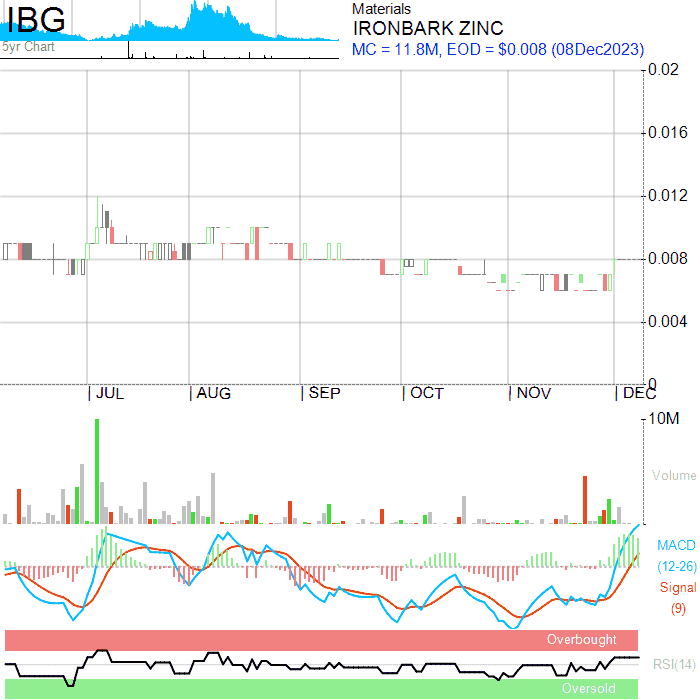 IBG
5yr Chart
Materials
IRONBARK ZINC
MC = 11.8M, EOD = $0.008 (08Dec2023)
0.02
0.016
0.012
0.008
0.004
0
JUL AUG SEP OCT NOV DEC
10M
Volume
MACD
(12-26)
Signal
(9)
Overbought
RSI(14)
Oversold